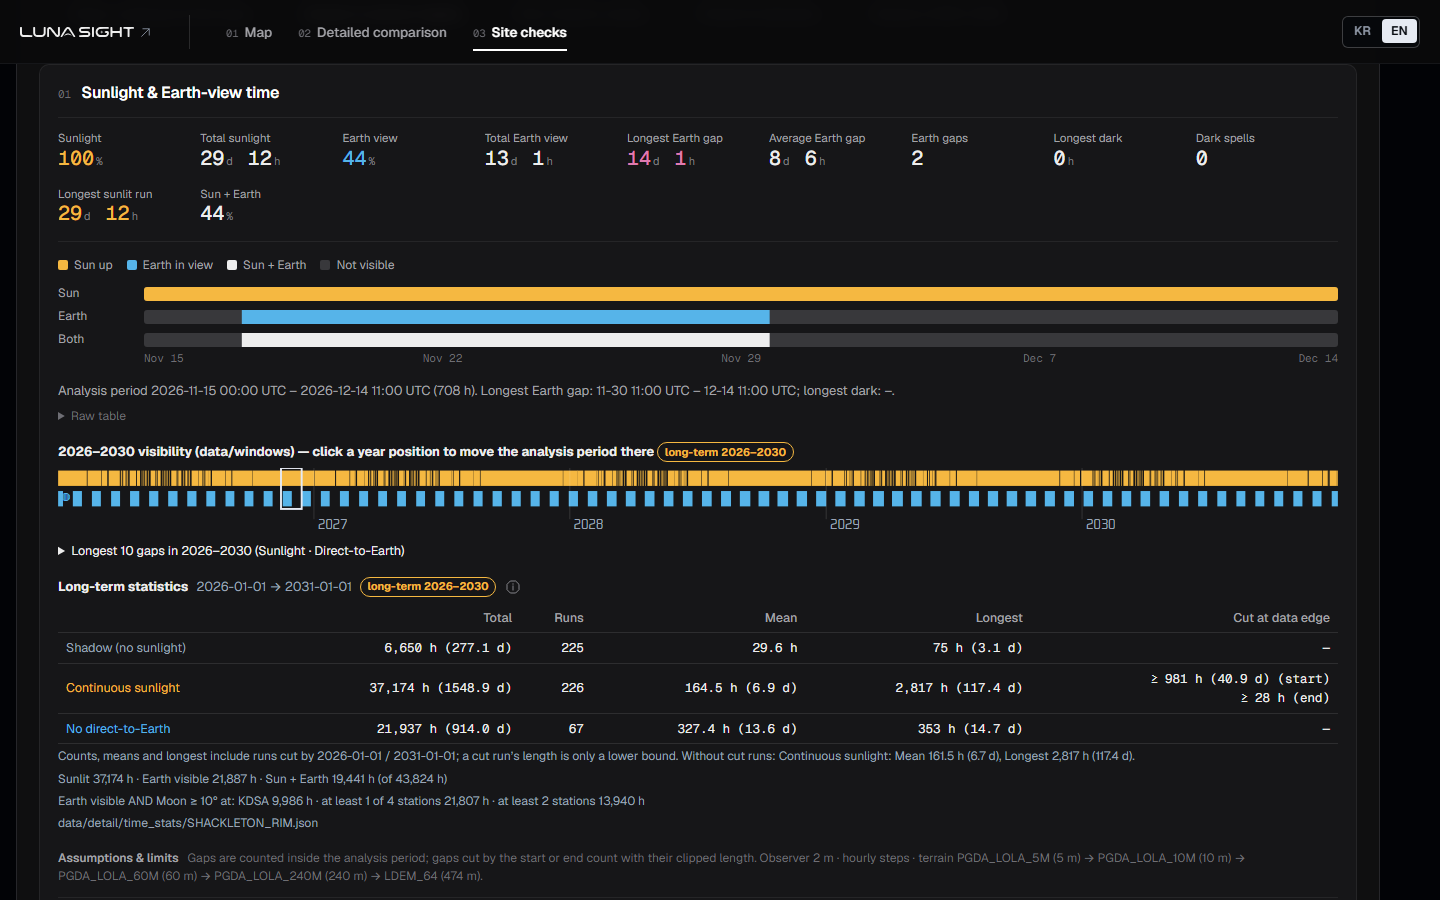 LUNA SIGHT ↗
01 Map 02 Detailed comparison 03 Site checks
KR EN
01 Sunlight & Earth-view time
Sunlight Total sunlight Earth view Total Earth view Longest Earth gap Average Earth gap Earth gaps Longest dark Dark spells
100% 29d 12h 44% 13d 1h 14d 1h 8d 6h 2 0h 0
Longest sunlit run Sun + Earth
29d 12h 44%
Sun up Earth in view Sun + Earth Not visible
Sun
Earth
Both
Nov 15 Nov 22 Nov 29 Dec 7 Dec 14
Analysis period 2026-11-15 00:00 UTC – 2026-12-14 11:00 UTC (708 h). Longest Earth gap: 11-30 11:00 UTC – 12-14 11:00 UTC; longest dark: –.
▶ Raw table
2026–2030 visibility (data/windows) — click a year position to move the analysis period there long-term 2026–2030
2027 2028 2029 2030
▶ Longest 10 gaps in 2026–2030 (Sunlight · Direct-to-Earth)
Long-term statistics 2026-01-01 → 2031-01-01 long-term 2026–2030 ⓘ
Total Runs Mean Longest Cut at data edge
Shadow (no sunlight) 6,650 h (277.1 d) 225 29.6 h 75 h (3.1 d) –
Continuous sunlight 37,174 h (1548.9 d) 226 164.5 h (6.9 d) 2,817 h (117.4 d) ≥ 981 h (40.9 d) (start)
≥ 28 h (end)
No direct-to-Earth 21,937 h (914.0 d) 67 327.4 h (13.6 d) 353 h (14.7 d) –
Counts, means and longest include runs cut by 2026-01-01 / 2031-01-01; a cut run's length is only a lower bound. Without cut runs: Continuous sunlight: Mean 161.5 h (6.7 d), Longest 2,817 h (117.4 d).
Sunlit 37,174 h · Earth visible 21,887 h · Sun + Earth 19,441 h (of 43,824 h)
Earth visible AND Moon ≥ 10° at: KDSA 9,986 h · at least 1 of 4 stations 21,807 h · at least 2 stations 13,940 h
data/detail/time_stats/SHACKLETON_RIM.json
Assumptions & limits Gaps are counted inside the analysis period; gaps cut by the start or end count with their clipped length. Observer 2 m · hourly steps · terrain PGDA_LOLA_5M (5 m) → PGDA_LOLA_10M (10 m) →
PGDA_LOLA_60M (60 m) → PGDA_LOLA_240M (240 m) → LDEM_64 (474 m).